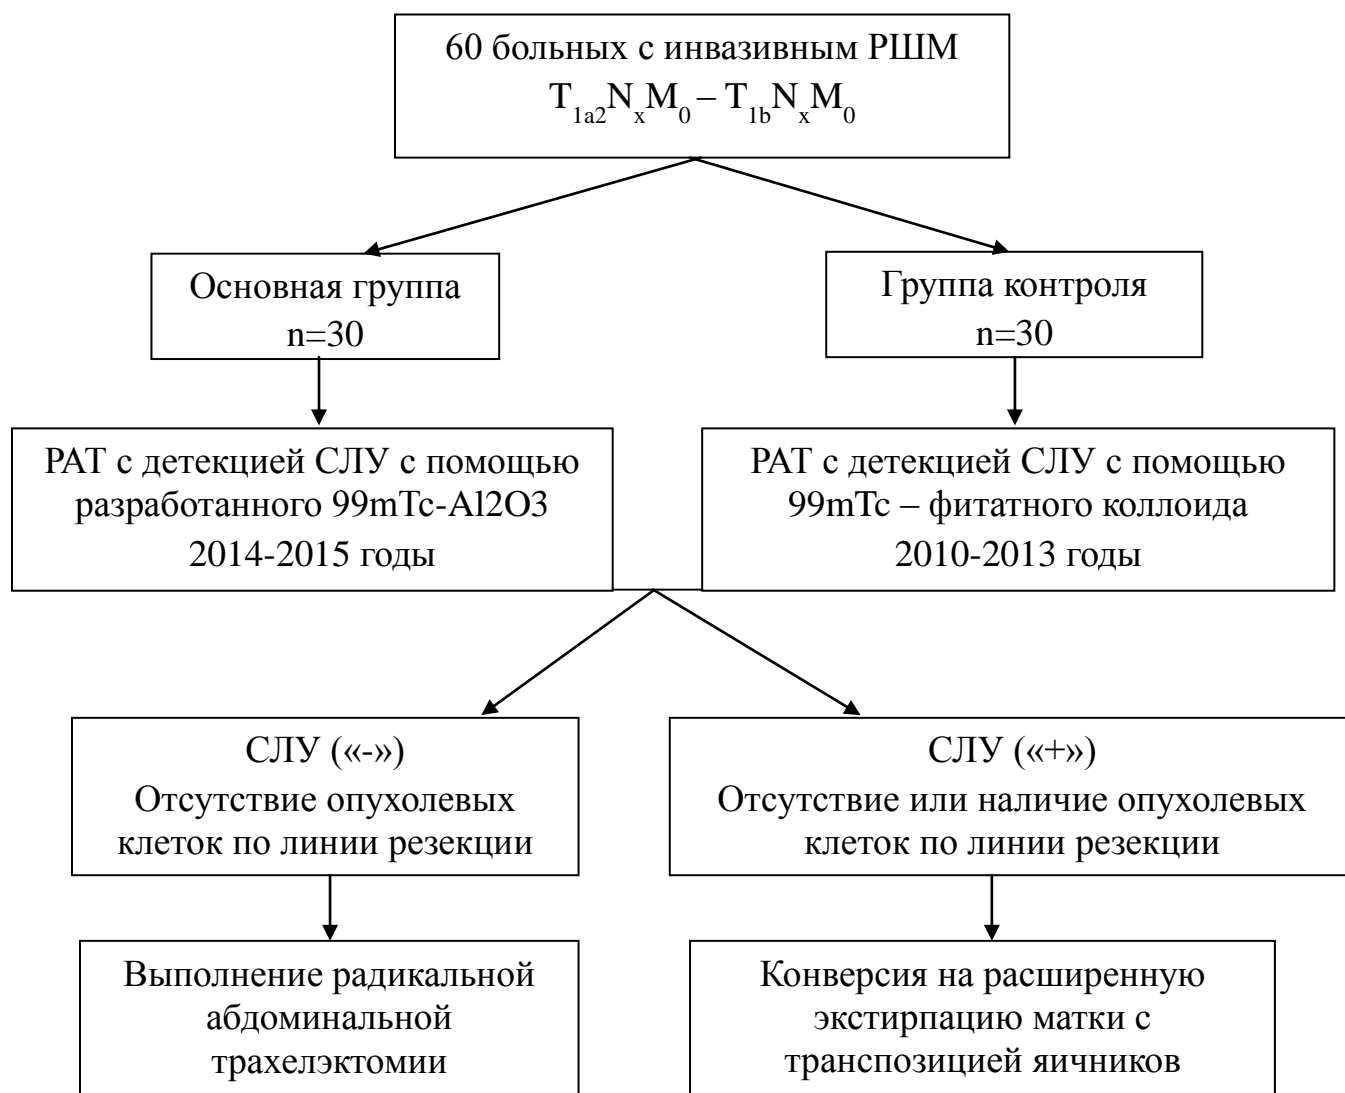 60 больных с инвазивным РШМ
T1a2NxM0 – T1bNxM0
Основная группа
n=30
Группа контроля
n=30
РАТ с детекцией СЛУ с помощью
разработанного 99mTc-Al2O3
2014-2015 годы
РАТ с детекцией СЛУ с помощью
99mTc – фитатного коллоида
2010-2013 годы
СЛУ («-»)
Отсутствие опухолевых
клеток по линии резекции
СЛУ («+»)
Отсутствие или наличие опухолевых
клеток по линии резекции
Выполнение радикальной
абдоминальной
трахелэктомии
Конверсия на расширенную
экстирпацию матки с
транспозицией яичников